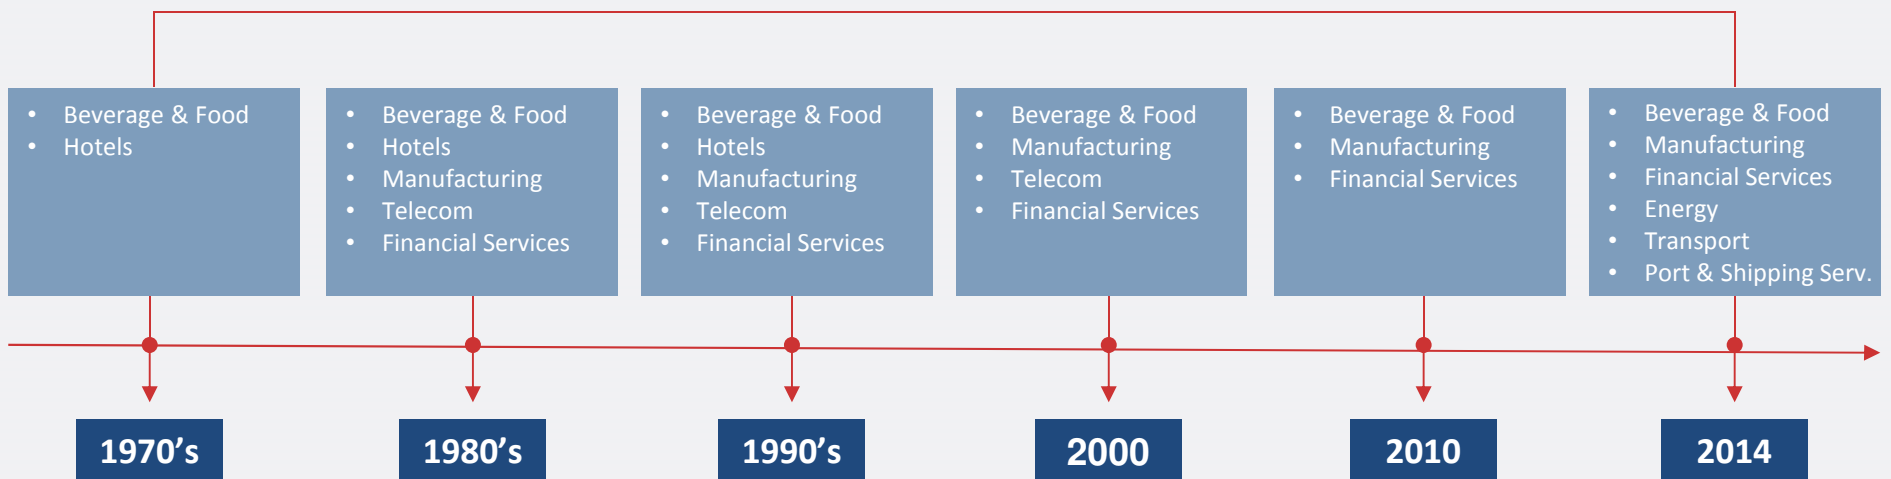 • Beverage & Food
• Hotels
• Beverage & Food
• Hotels
• Manufacturing
• Telecom
• Financial Services
• Beverage & Food
• Hotels
• Manufacturing
• Telecom
• Financial Services
• Beverage & Food
• Manufacturing
• Telecom
• Financial Services
• Beverage & Food
• Manufacturing
• Financial Services
• Beverage & Food
• Manufacturing
• Financial Services
• Energy
• Transport
• Port & Shipping Serv.
1970’s
1980’s
1990’s
2000
2010
2014